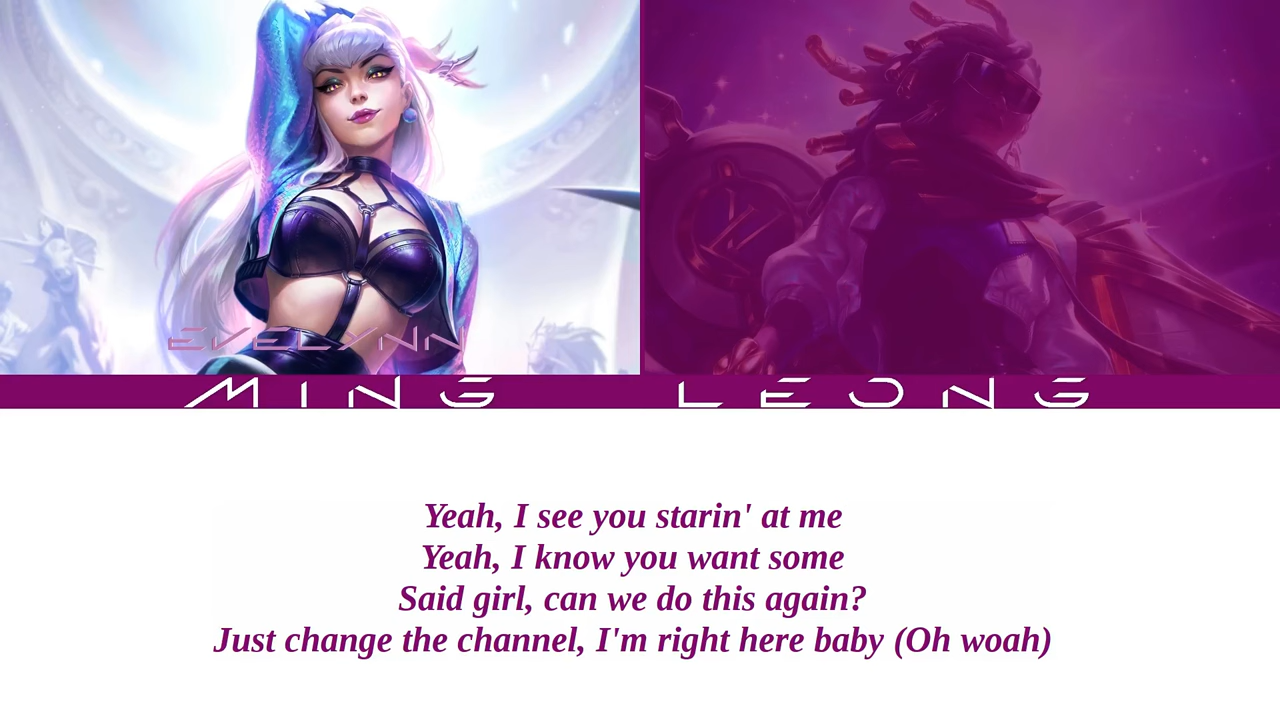 EVELYNN
MING LEONG
Yeah, I see you starin' at me
Yeah, I know you want some
Said girl, can we do this again?
Just change the channel, I'm right here baby (Oh woah)